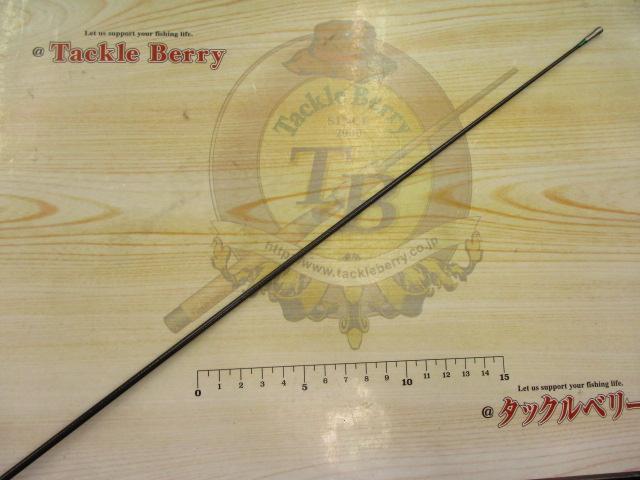 Let us support your fishing life.
@ Tackle Berry
Tackle Berry
SINCE
2000
TB
http://www.tackleberry.co.jp
0 1 2 3 4 5 6 7 8 9 10 11 12 13 14 15
Let us support your fishing life.
@ タックルベリー